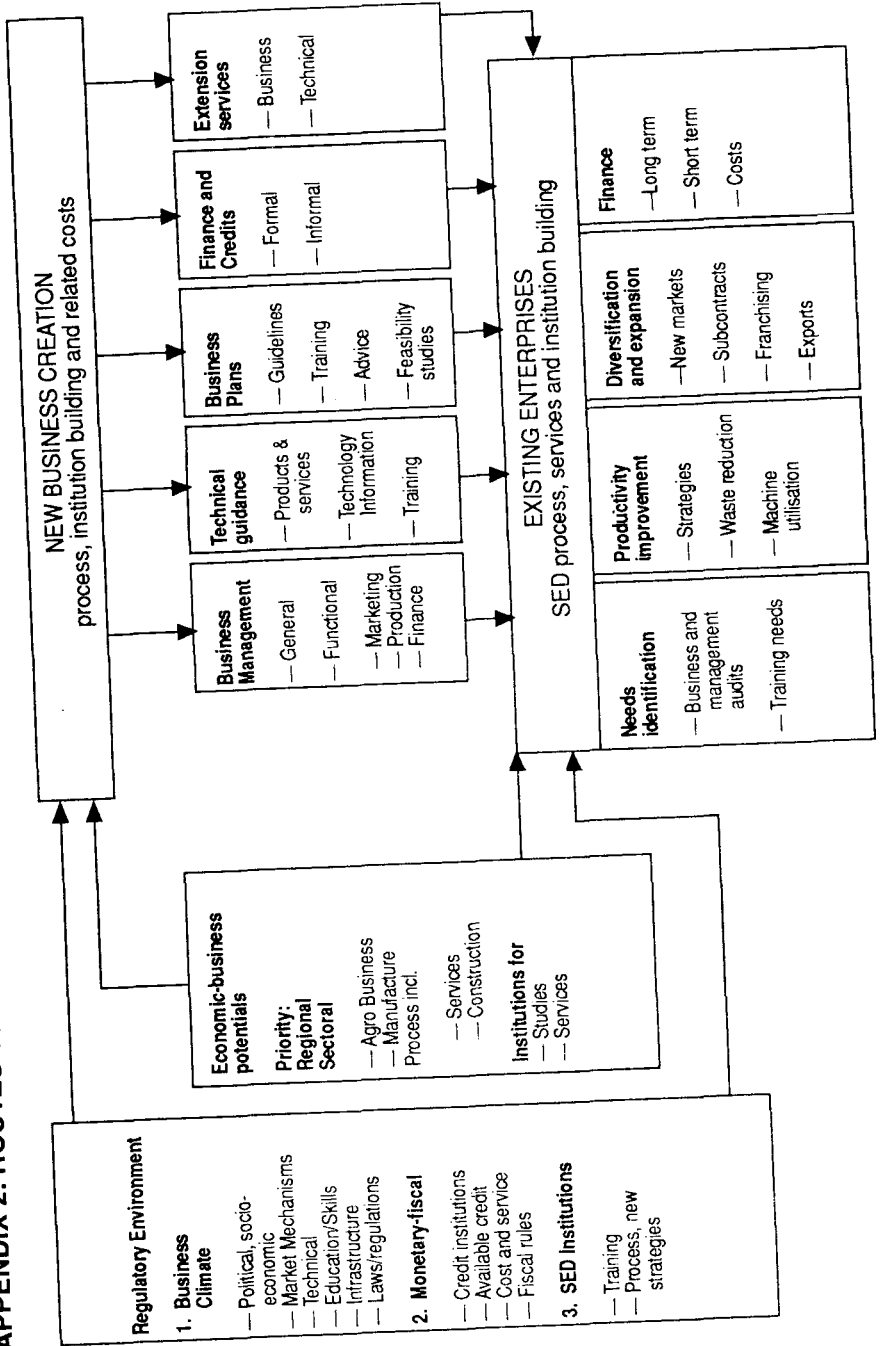 APPENDIX 2: 
NEW BUSINESS CREATION
process, institution building and related costs
Regulatory Environment
1. Business
Climate
— Political, socio-
economic
— Market Mechanisms
— Technical
— Education/Skills
— Infrastructure
— Laws/regulations
2. Monetary-fiscal
— Credit institutions
— Available credit
— Cost and service
— Fiscal rules
3. SED Institutions
— Training
— Process, new
strategies
Economic-business
potentials
Priority:
Regional
Sectoral
— Agro Business
— Manufacture
Process incl.
— Services
— Construction
Institutions for
— Studies
— Services
Business
Management
— General
— Functional
— Marketing
— Production
— Finance
Technical
guidance
— Products &
services
— Technology
Information
— Training
Business
Plans
— Guidelines
— Training
— Advice
— Feasibility
studies
Finance and
Credits
— Formal
— Informal
Extension
services
— Business
— Technical
EXISTING ENTERPRISES
SED process, services and institution building
Needs
identification
— Business and
management
audits
— Training needs
Productivity
improvement
— Strategies
— Waste reduction
— Machine
utilisation
Diversification
and expansion
—New markets
— Subcontracts
— Franchising
— Exports
Finance
—Long term
— Short term
— Costs